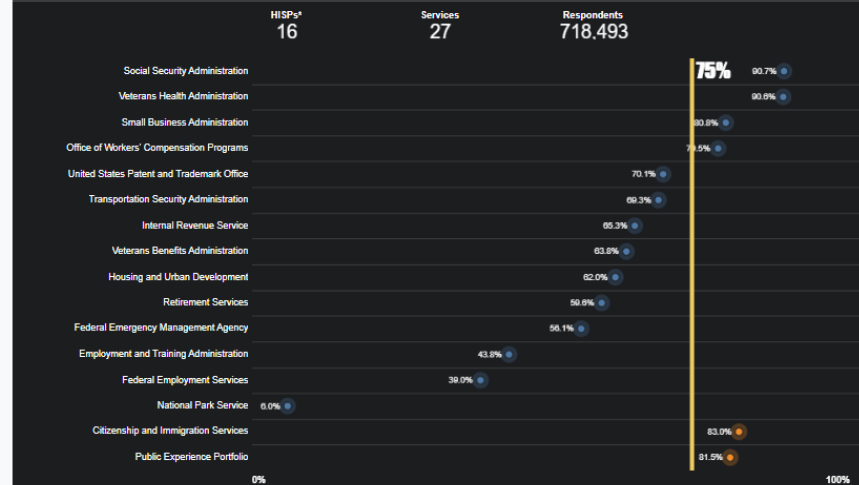 HISPs* Services Respondents
16 27 718,493
75%
Social Security Administration 90.7%
Veterans Health Administration 90.6%
Small Business Administration 80.8%
Office of Workers' Compensation Programs
United States Patent and Trademark Office 70.1%
Transportation Security Administration 69.3%
Internal Revenue Service 65.3%
Veterans Benefits Administration 63.8%
Housing and Urban Development 62.0%
Retirement Services 59.6%
Federal Emergency Management Agency 56.1%
Employment and Training Administration 43.8%
Federal Employment Services 39.0%
National Park Service 6.0%
Citizenship and Immigration Services 83.0%
Public Experience Portfolio 81.5%
0% 100%